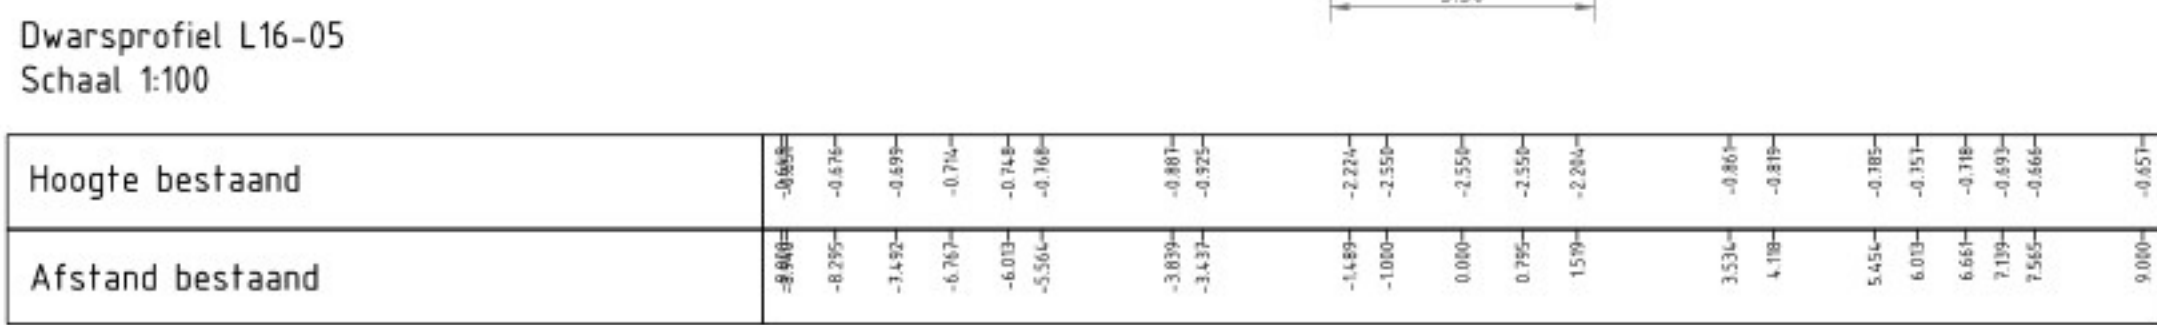 Dwarsprofiel L16-05
Schaal 1:100
Hoogte bestaand -0.676 -0.699 -0.714 -0.748 -0.768 -0.887 -0.925 -2.224 -2.550 -2.550 -2.550 -2.204 -0.861 -0.819 -0.785 -0.757 -0.718 -0.693 -0.666 -0.657
Afstand bestaand -8.295 -7.492 -6.767 -6.013 -5.564 -3.839 -3.437 -1.489 -1.000 0.000 0.795 1.519 3.534 4.118 5.454 6.013 6.661 7.139 7.565 9.000